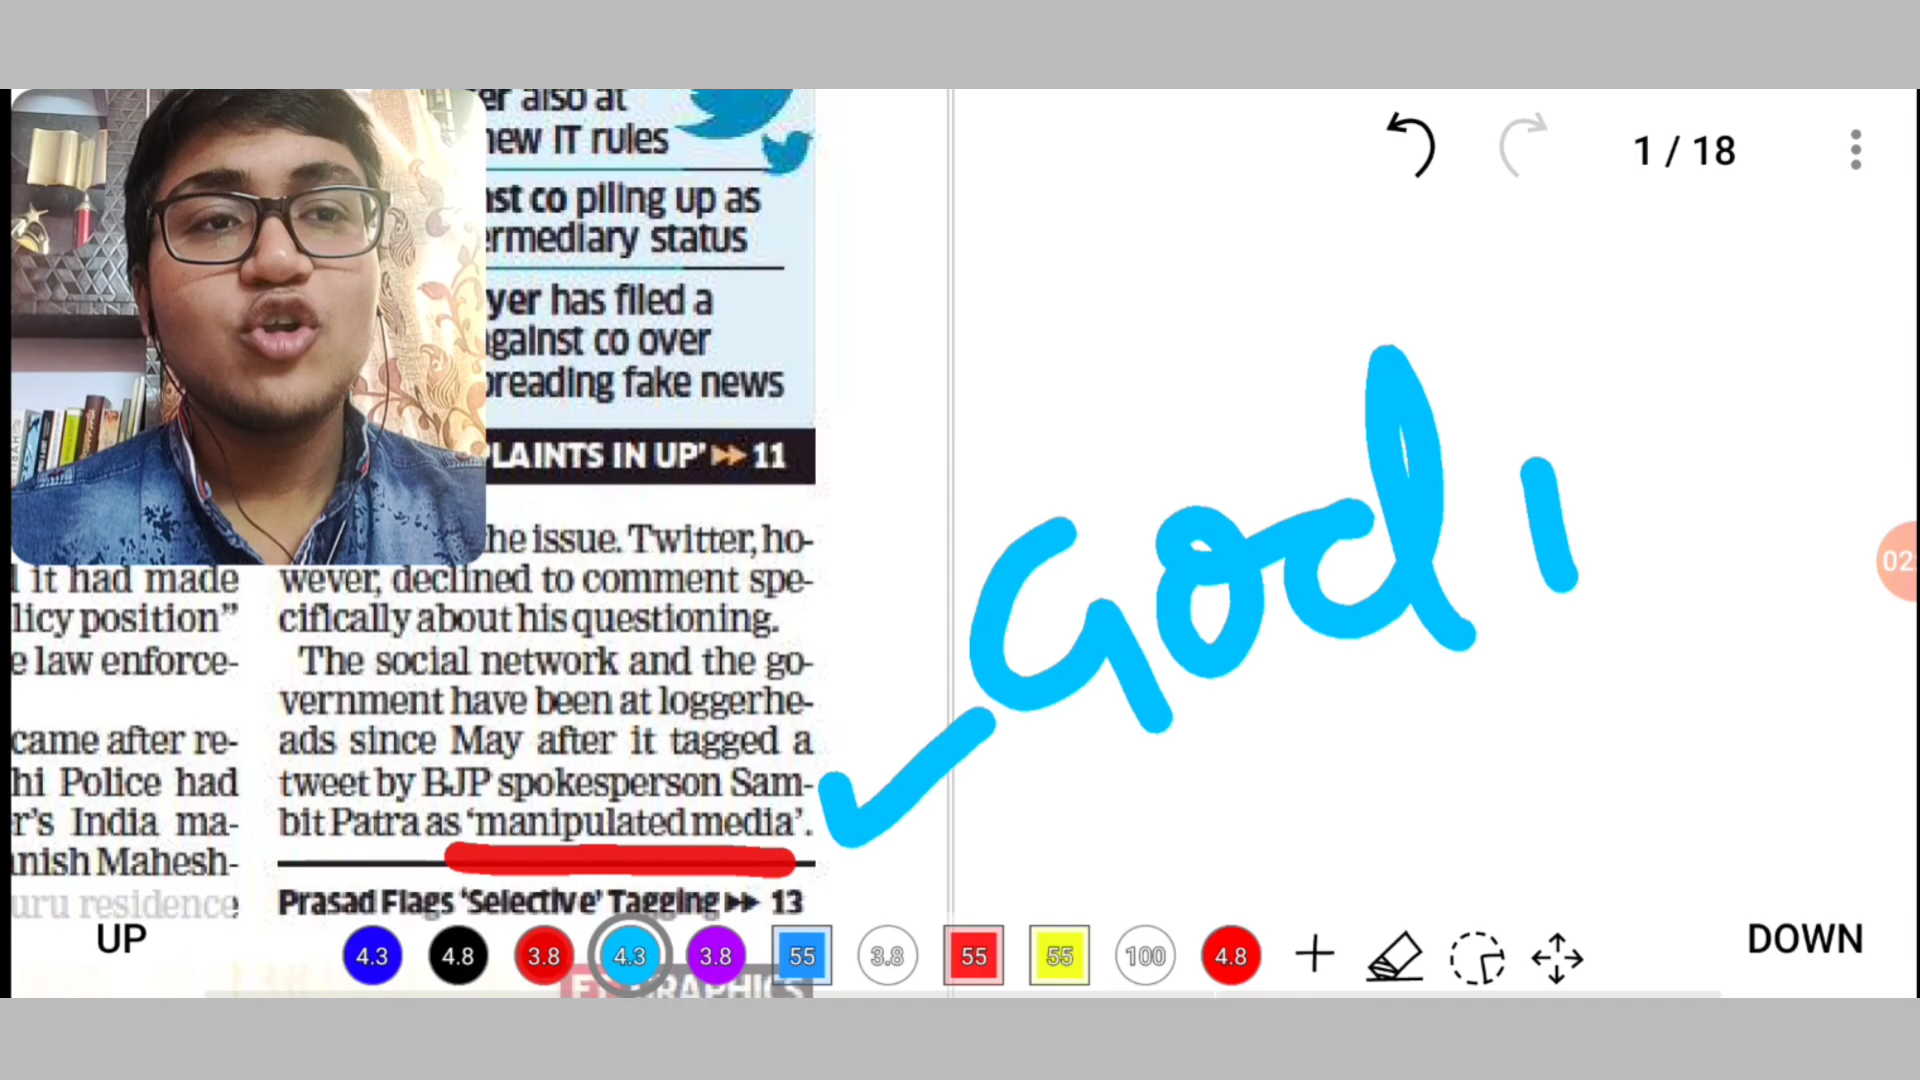 er also at
new IT rules
nst co piling up as
ermediary status
yer has filed a
gainst co over
preading fake news
PLAINTS IN UP' 11
it had made
licy position”
e law enforce-
came after re-
hi Police had
r’s India ma-
anish Mahesh-
uru residence
he issue. Twitter, ho-
wever, declined to comment spe-
cifically about his questioning.
The social network and the go-
vernment have been at loggerhe-
ads since May after it tagged a
tweet by BJP spokesperson Sam-
bit Patra as ‘manipulated media’.
Prasad Flags ‘Selective’ Tagging 13
God I
1 / 18
02:
UP
4.3 4.8 3.8 4.3 3.8 55 3.8 55 55 100 4.8
DOWN